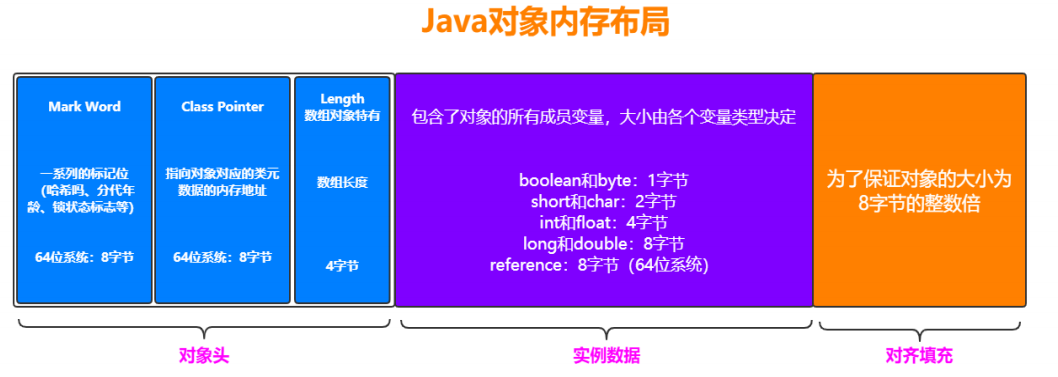 Java对象内存布局
Mark Word
一系列的标记位
(哈希码、分代年
龄、锁状态标志等)
64位系统：8字节
Class Pointer
指向对象对应的类元
数据的内存地址
64位系统：8字节
Length
数组对象特有
数组长度
4字节
包含了对象的所有成员变量，大小由各个变量类型决定
boolean和byte：1字节
short和char：2字节
int和float：4字节
long和double：8字节
reference：8字节（64位系统）
为了保证对象的大小为
8字节的整数倍
对象头
实例数据
对齐填充